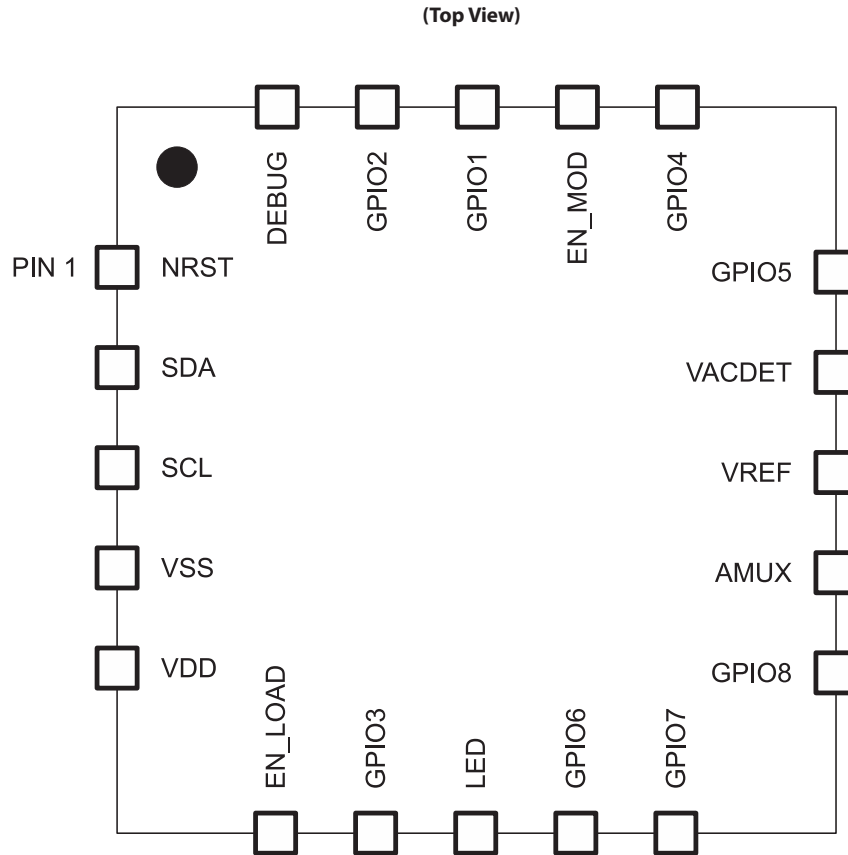 (Top View)
DEBUG
GPIO2
GPIO1
EN_MOD
GPIO4
PIN 1
NRST
SDA
SCL
VSS
VDD
GPIO5
VACDET
VREF
AMUX
GPIO8
EN_LOAD
GPIO3
LED
GPIO6
GPIO7